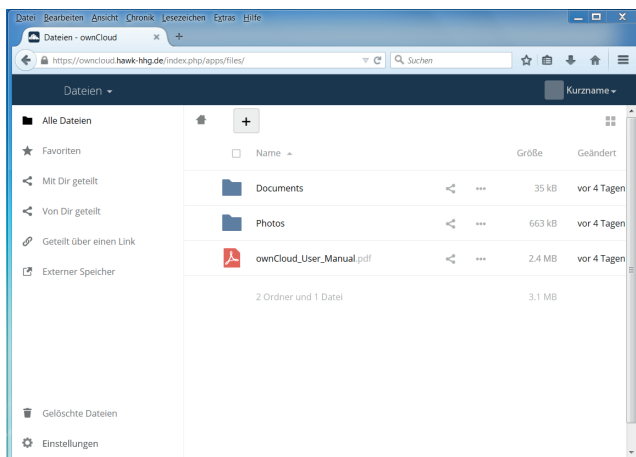 Datei Bearbeiten Ansicht Chronik Lesezeichen Extras Hilfe
Dateien - ownCloud
https://owncloud.hawk-hhg.de/index.php/apps/files/ Suchen
Dateien Kurzname
Alle Dateien
Favoriten
Mit Dir geteilt
Von Dir geteilt
Geteilt über einen Link
Externer Speicher
Gelöschte Dateien
Einstellungen
Name Größe Geändert
Documents 35 kB vor 4 Tagen
Photos 663 kB vor 4 Tagen
ownCloud_User_Manual.pdf 2.4 MB vor 4 Tagen
2 Ordner und 1 Datei 3.1 MB